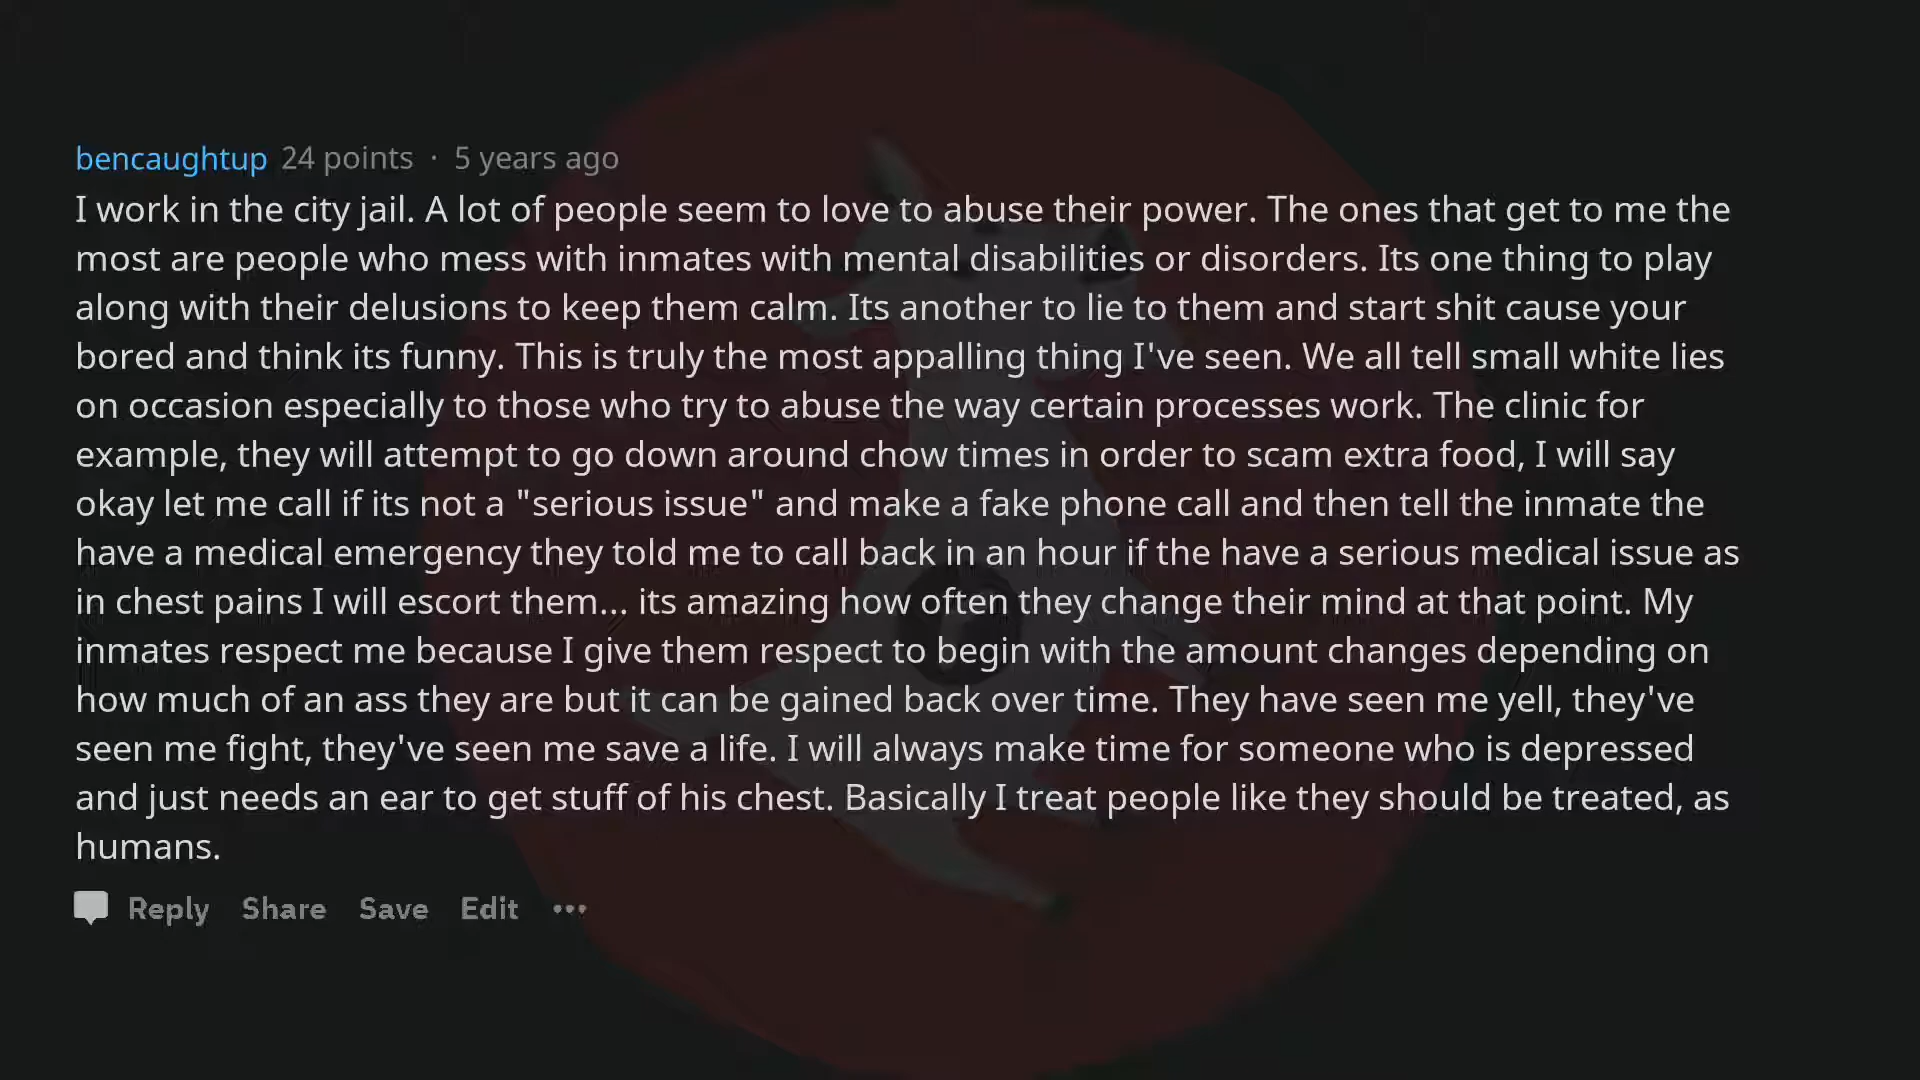 bencaughtup 24 points · 5 years ago
I work in the city jail. A lot of people seem to love to abuse their power. The ones that get to me the
most are people who mess with inmates with mental disabilities or disorders. Its one thing to play
along with their delusions to keep them calm. Its another to lie to them and start shit cause your
bored and think its funny. This is truly the most appalling thing I've seen. We all tell small white lies
on occasion especially to those who try to abuse the way certain processes work. The clinic for
example, they will attempt to go down around chow times in order to scam extra food, I will say
okay let me call if its not a "serious issue" and make a fake phone call and then tell the inmate the
have a medical emergency they told me to call back in an hour if the have a serious medical issue as
in chest pains I will escort them... its amazing how often they change their mind at that point. My
inmates respect me because I give them respect to begin with the amount changes depending on
how much of an ass they are but it can be gained back over time. They have seen me yell, they've
seen me fight, they've seen me save a life. I will always make time for someone who is depressed
and just needs an ear to get stuff of his chest. Basically I treat people like they should be treated, as
humans.
Reply Share Save Edit •••